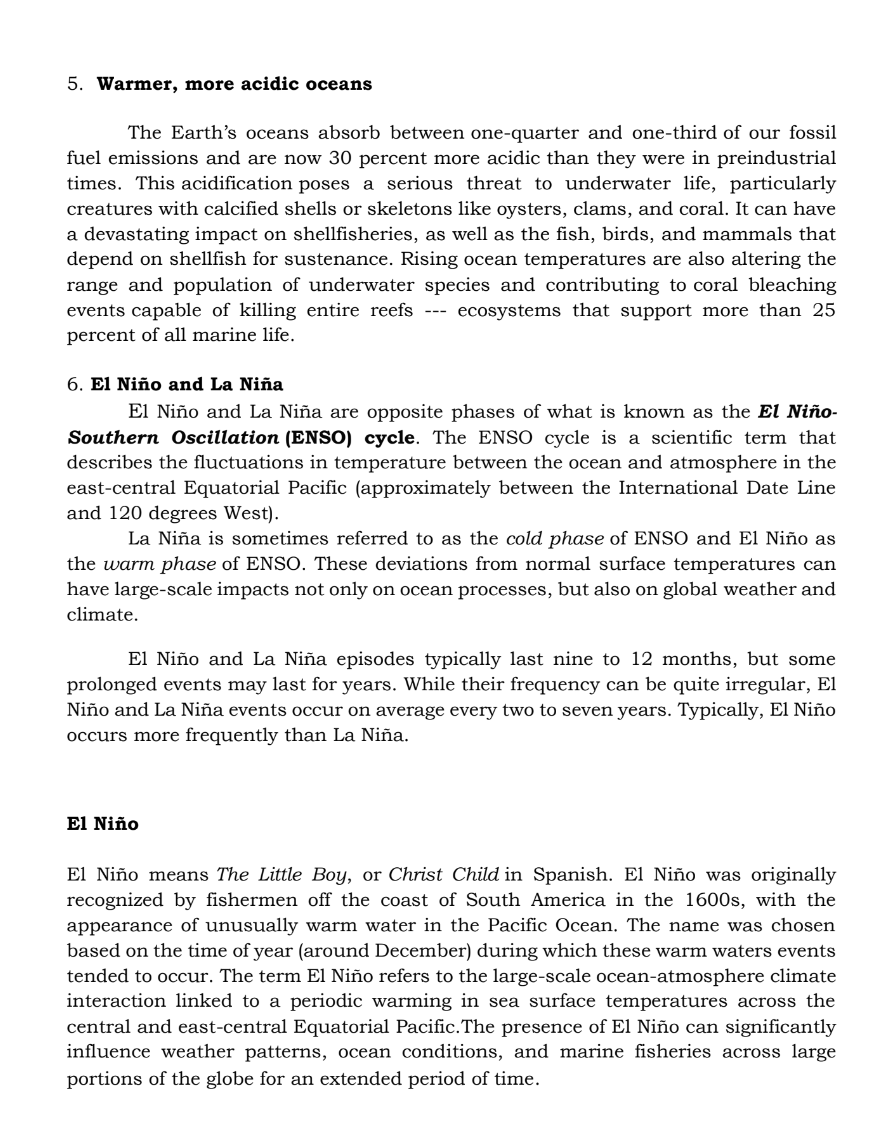 5. Warmer, more acidic oceans
The Earth's oceans absorb between one-quarter and one-third of our fossil
fuel emissions and are now 30 percent more acidic than they were in preindustrial
times. This acidification poses a serious threat to underwater life, particularly
creatures with calcified shells or skeletons like oysters, clams, and coral. It can have
a devastating impact on shellfisheries, as well as the fish, birds, and mammals that
depend on shellfish for sustenance. Rising ocean temperatures are also altering the
range and population of underwater species and contributing to coral bleaching
events capable of killing entire reefs --- ecosystems that support more than 25
percent of all marine life.
6. El Niño and La Niña
El Niño and La Niña are opposite phases of what is known as the El Niño-
Southern Oscillation (ENSO) cycle. The ENSO cycle is a scientific term that
describes the fluctuations in temperature between the ocean and atmosphere in the
east-central Equatorial Pacific (approximately between the International Date Line
and 120 degrees West).
La Niña is sometimes referred to as the cold phase of ENSO and El Niño as
the warm phase of ENSO. These deviations from normal surface temperatures can
have large-scale impacts not only on ocean processes, but also on global weather and
climate.
El Niño and La Niña episodes typically last nine to 12 months, but some
prolonged events may last for years. While their frequency can be quite irregular, El
Niño and La Niña events occur on average every two to seven years. Typically, El Niño
occurs more frequently than La Niña.
El Niño
El Niño means The Little Boy, or Christ Child in Spanish. El Niño was originally
recognized by fishermen off the coast of South America in the 1600s, with the
appearance of unusually warm water in the Pacific Ocean. The name was chosen
based on the time of year (around December) during which these warm waters events
tended to occur. The term El Niño refers to the large-scale ocean-atmosphere climate
interaction linked to a periodic warming in sea surface temperatures across the
central and east-central Equatorial Pacific.The presence of El Niño can significantly
influence weather patterns, ocean conditions, and marine fisheries across large
portions of the globe for an extended period of time.